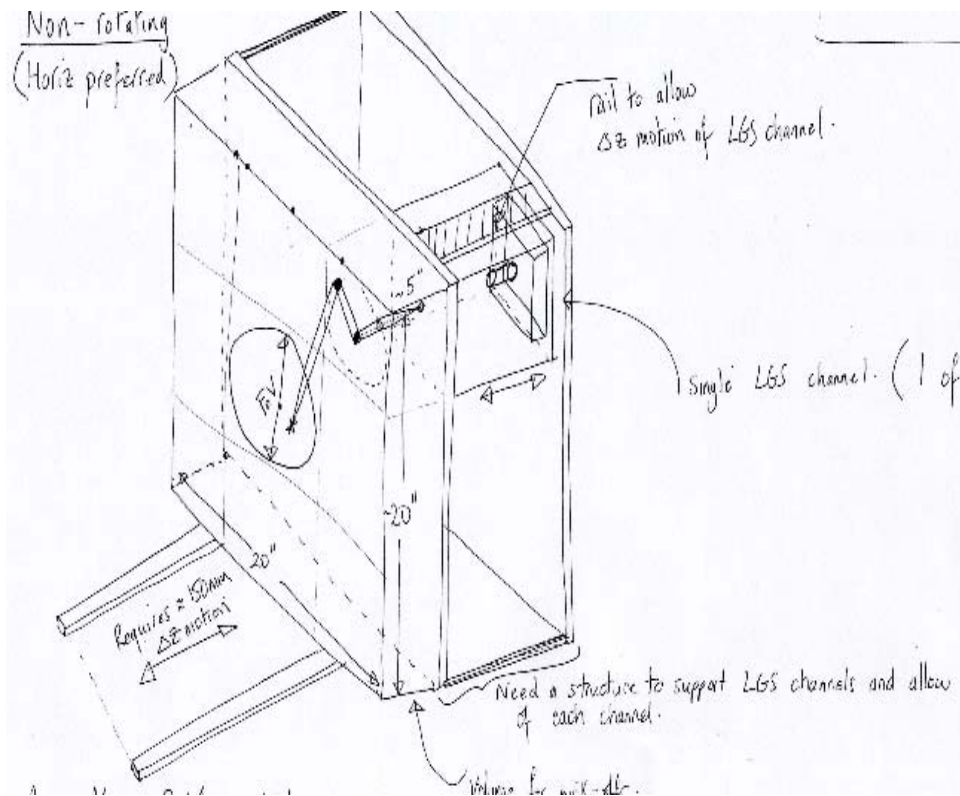 Non-rotating
(Horiz preferred)
rail to allow
Δz motion of LGS channel.
~5"
FoV
Single LGS channel. (1 of
~20"
20"
Requires ≈ 150mm
Δz motion
Need a structure to support LGS channels and allow
of each channel.
Volume for pick-offs.